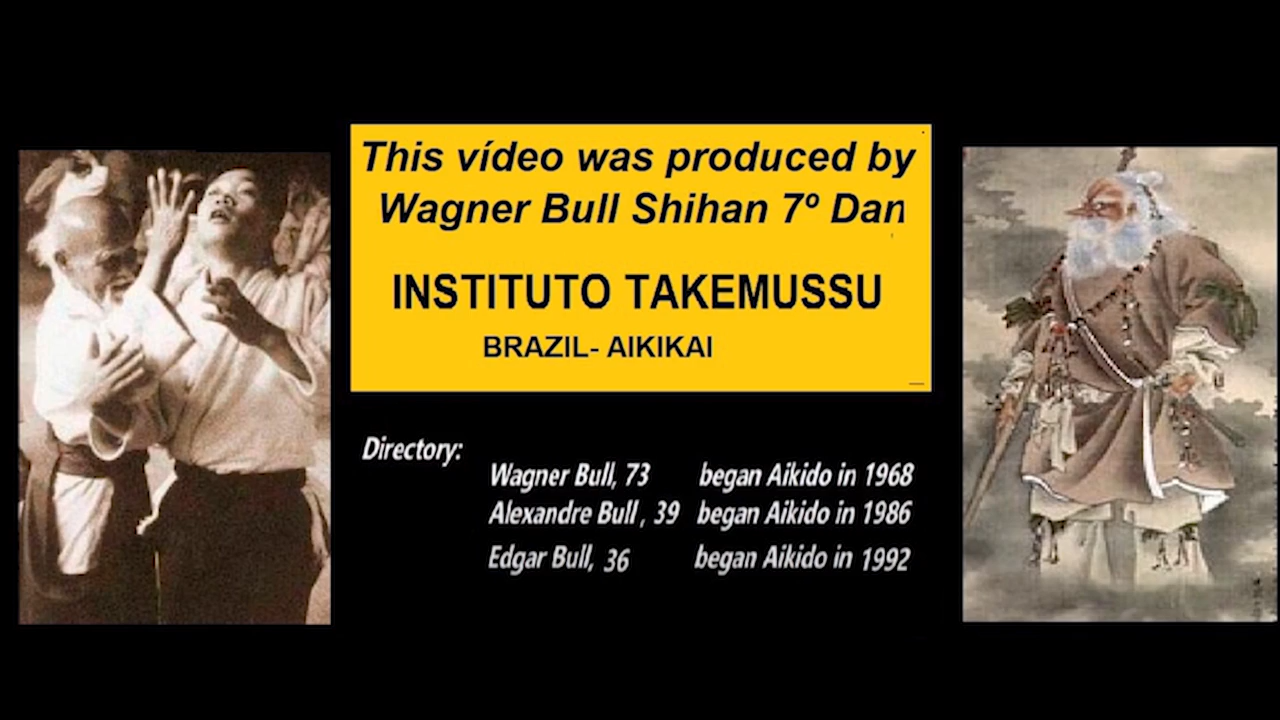 This vídeo was produced by
Wagner Bull Shihan 7º Dan
INSTITUTO TAKEMUSSU
BRAZIL- AIKIKAI
Directory:
Wagner Bull, 73 began Aikido in 1968
Alexandre Bull , 39 began Aikido in 1986
Edgar Bull, 36 began Aikido in 1992